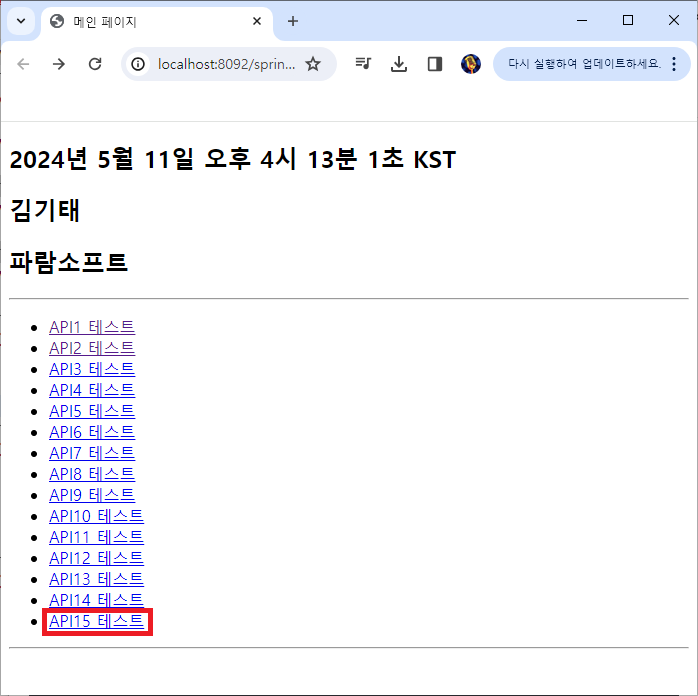 메인 페이지
localhost:8092/sprin...
다시 실행하여 업데이트하세요.
2024년 5월 11일 오후 4시 13분 1초 KST
김기태
파람소프트
API1 테스트
API2 테스트
API3 테스트
API4 테스트
API5 테스트
API6 테스트
API7 테스트
API8 테스트
API9 테스트
API10 테스트
API11 테스트
API12 테스트
API13 테스트
API14 테스트
API15 테스트